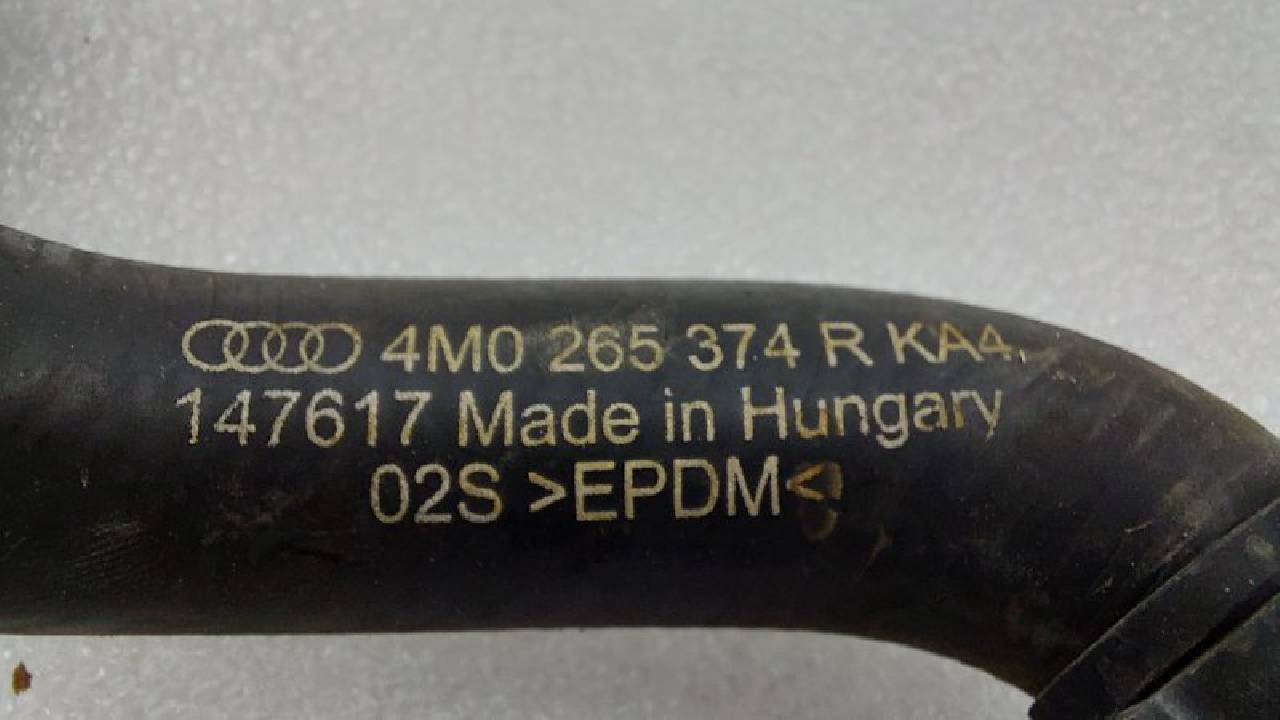 4M0 265 374 R KA4
147617 Made in Hungary
02S >EPDM<